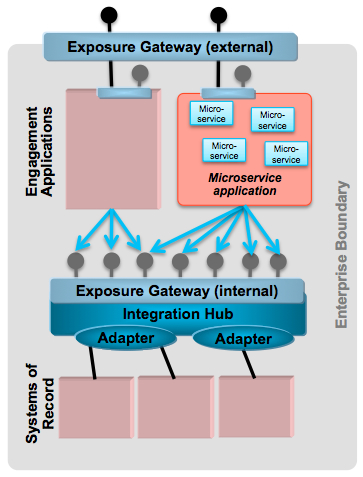 Exposure Gateway (external)
Engagement
Applications
Micro-
service
Micro-
service
Micro-
service
Micro-
service
Microservice
application
Enterprise Boundary
Exposure Gateway (internal)
Integration Hub
Adapter
Adapter
Systems of
Record